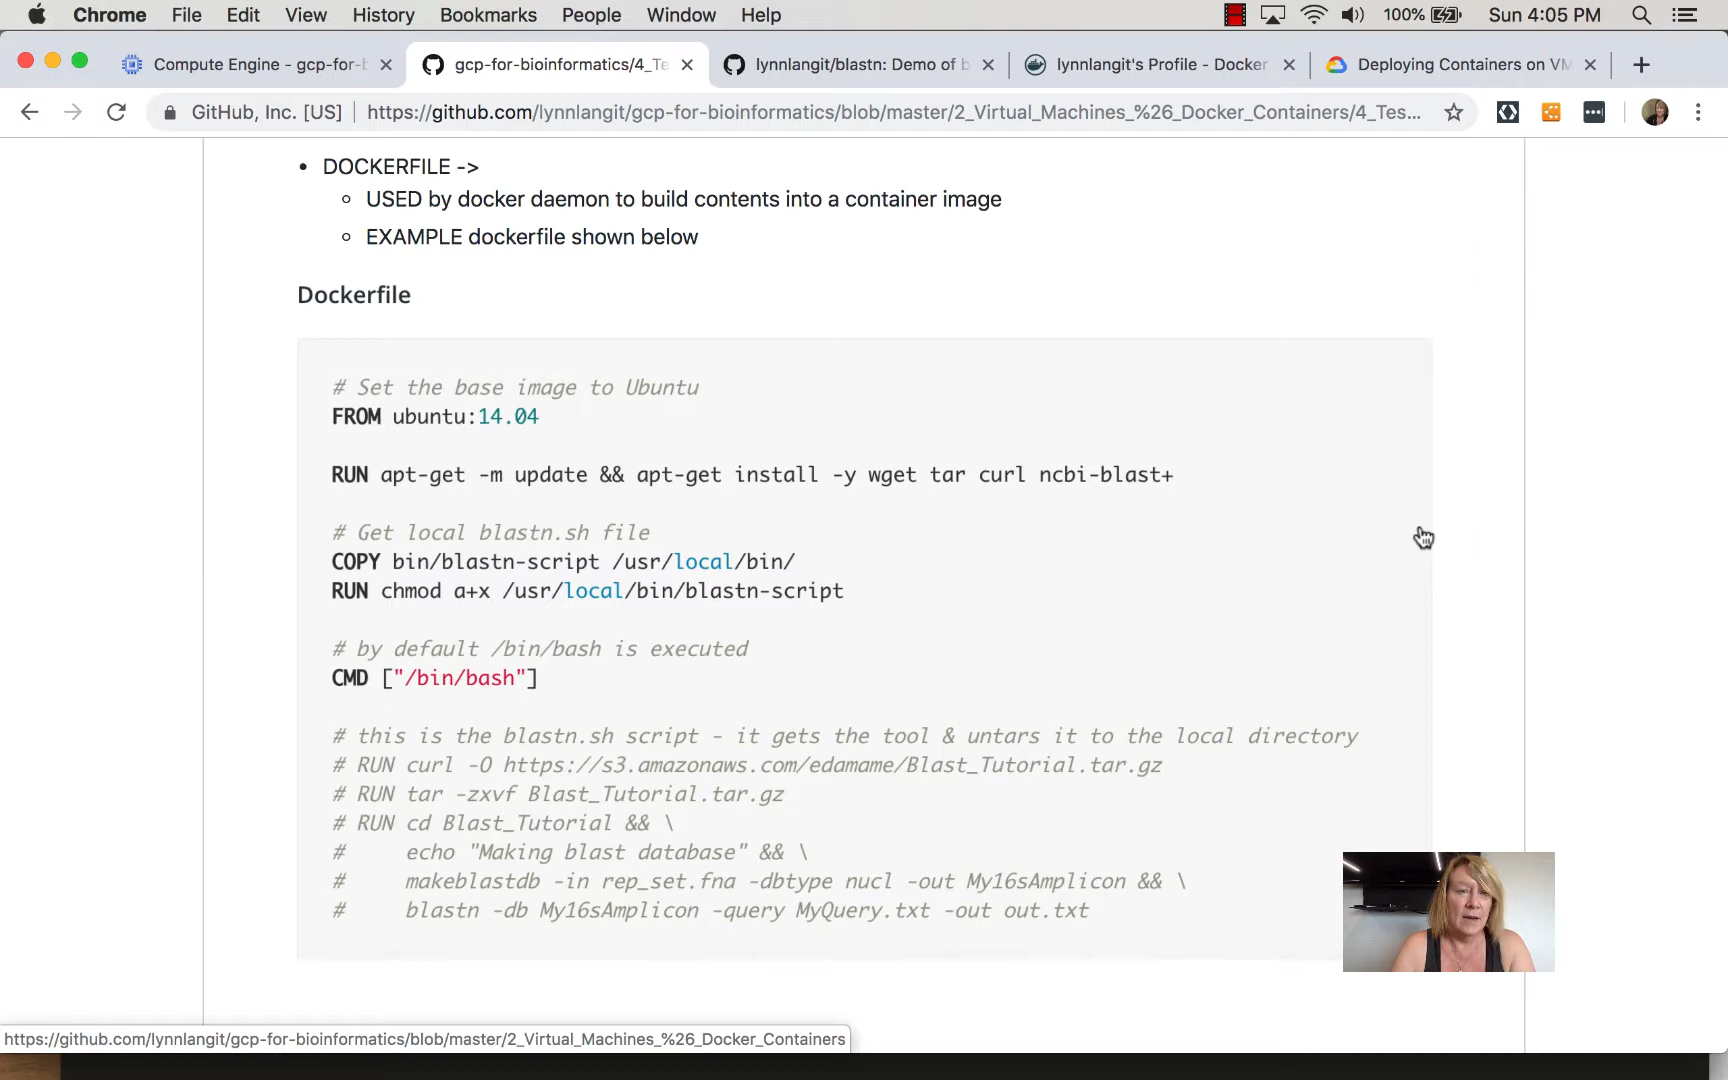 Chrome File Edit View History Bookmarks People Window Help 100% Sun 4:05 PM
Compute Engine - gcp-for-b
gcp-for-bioinformatics/4_Te
lynnlangit/blastn: Demo of b
lynnlangit's Profile - Docker
Deploying Containers on VM
GitHub, Inc. [US] | https://github.com/lynnlangit/gcp-for-bioinformatics/blob/master/2_Virtual_Machines_%26_Docker_Containers/4_Tes...
• DOCKERFILE ->
USED by docker daemon to build contents into a container image
EXAMPLE dockerfile shown below
Dockerfile
# Set the base image to Ubuntu
FROM ubuntu:14.04
RUN apt-get -m update && apt-get install -y wget tar curl ncbi-blast+
# Get local blastn.sh file
COPY bin/blastn-script /usr/local/bin/
RUN chmod a+x /usr/local/bin/blastn-script
# by default /bin/bash is executed
CMD ["/bin/bash"]
# this is the blastn.sh script - it gets the tool & untars it to the local directory
# RUN curl -O https://s3.amazonaws.com/edamame/Blast_Tutorial.tar.gz
# RUN tar -zxvf Blast_Tutorial.tar.gz
# RUN cd Blast_Tutorial && \
# echo "Making blast database" && \
# makeblastdb -in rep_set.fna -dbtype nucl -out My16sAmplicon && \
# blastn -db My16sAmplicon -query MyQuery.txt -out out.txt
https://github.com/lynnlangit/gcp-for-bioinformatics/blob/master/2_Virtual_Machines_%26_Docker_Containers